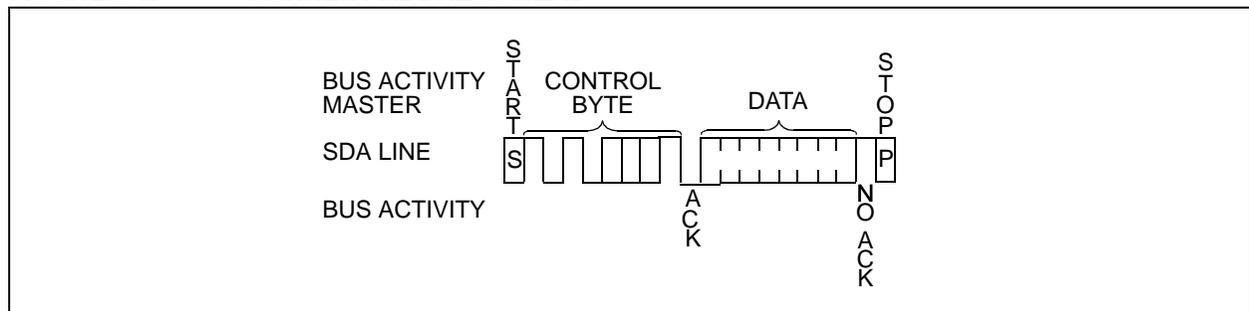 START
STOP
BUS ACTIVITY
MASTER
CONTROL
BYTE
DATA
SDA LINE
S
P
BUS ACTIVITY
ACK
NO ACK